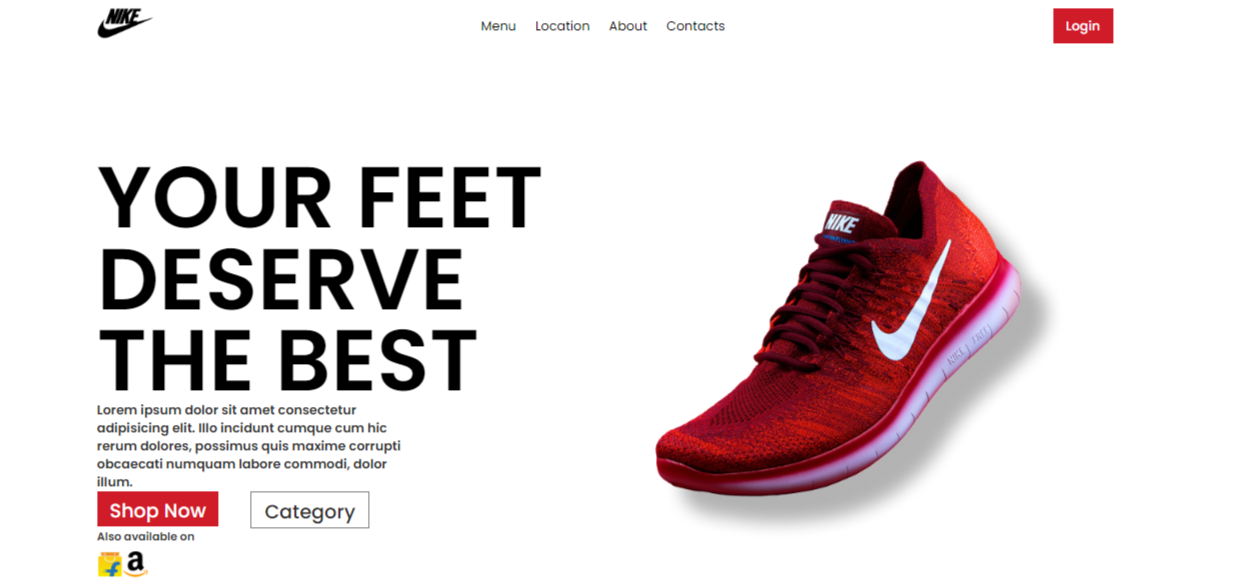 NIKE
Menu Location About Contacts
Login
YOUR FEET
DESERVE
THE BEST
Lorem ipsum dolor sit amet consectetur
adipisicing elit. Illo incidunt cumque cum hic
rerum dolores, possimus quis maxime corrupti
obcaecati numquam labore commodi, dolor
illum.
Shop Now Category
Also available on
NIKE
NIKE FREE
f
a